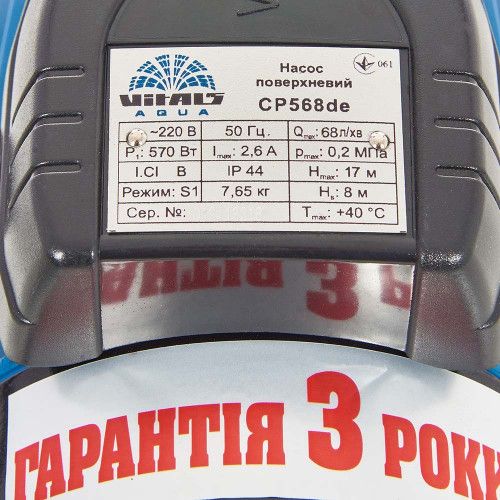 Насос
поверхневий
CP568de
061
Vitals
AQUA
~220 В 50 Гц. Qmax: 68л/хв
P1: 570 Вт Imax: 2,6 А pmax: 0,2 МПа
I.Cl B IP 44 Hmax: 17 м
Режим: S1 7,65 кг Hs: 8 м
Сер. №: Tmax: +40 °C
ГАРАНТІЯ 3 РОКИ